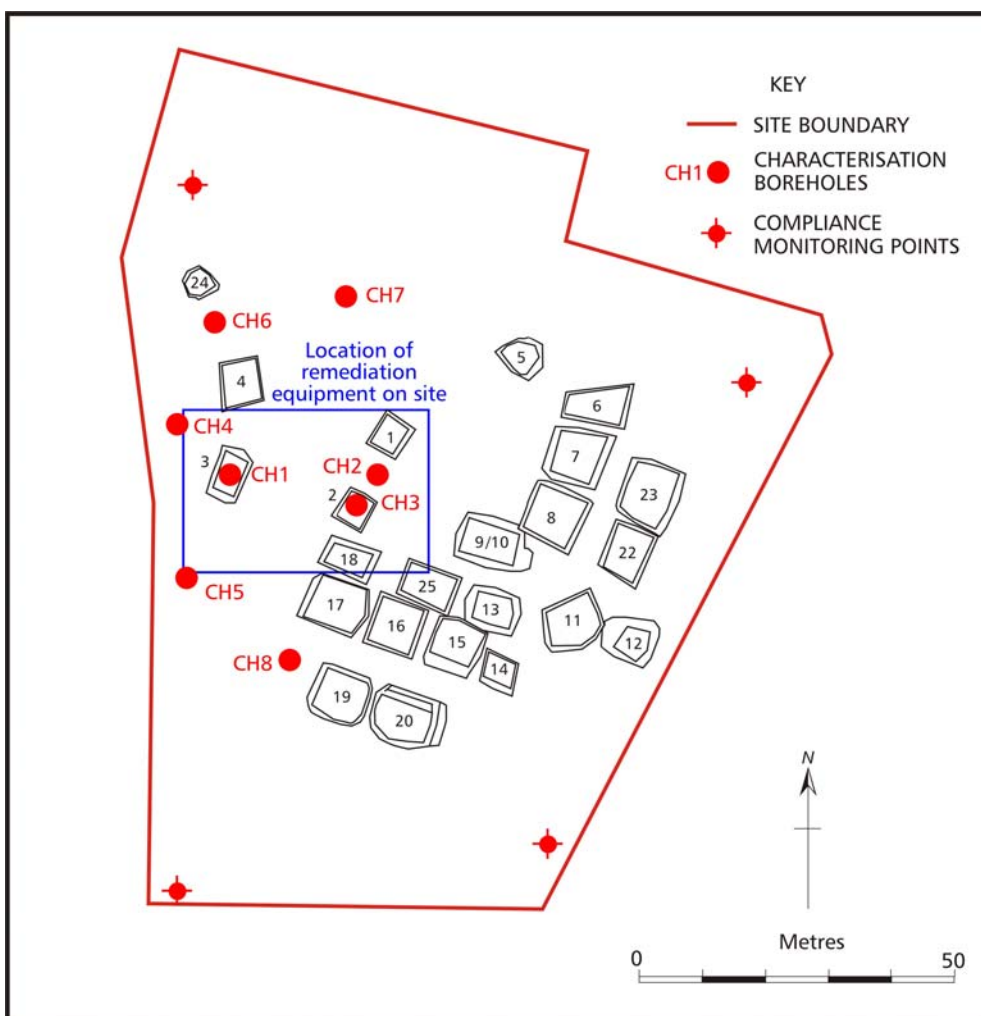 KEY
SITE BOUNDARY
CH1
CHARACTERISATION
BOREHOLES
COMPLIANCE
MONITORING POINTS
24
CH7
CH6
Location of
remediation
equipment on site
4
5
6
CH4
1
7
3
CH1
CH2
23
2
CH3
8
9/10
22
18
CH5
25
17
13
16
11
15
12
CH8
14
19
20
N
Metres
0
50